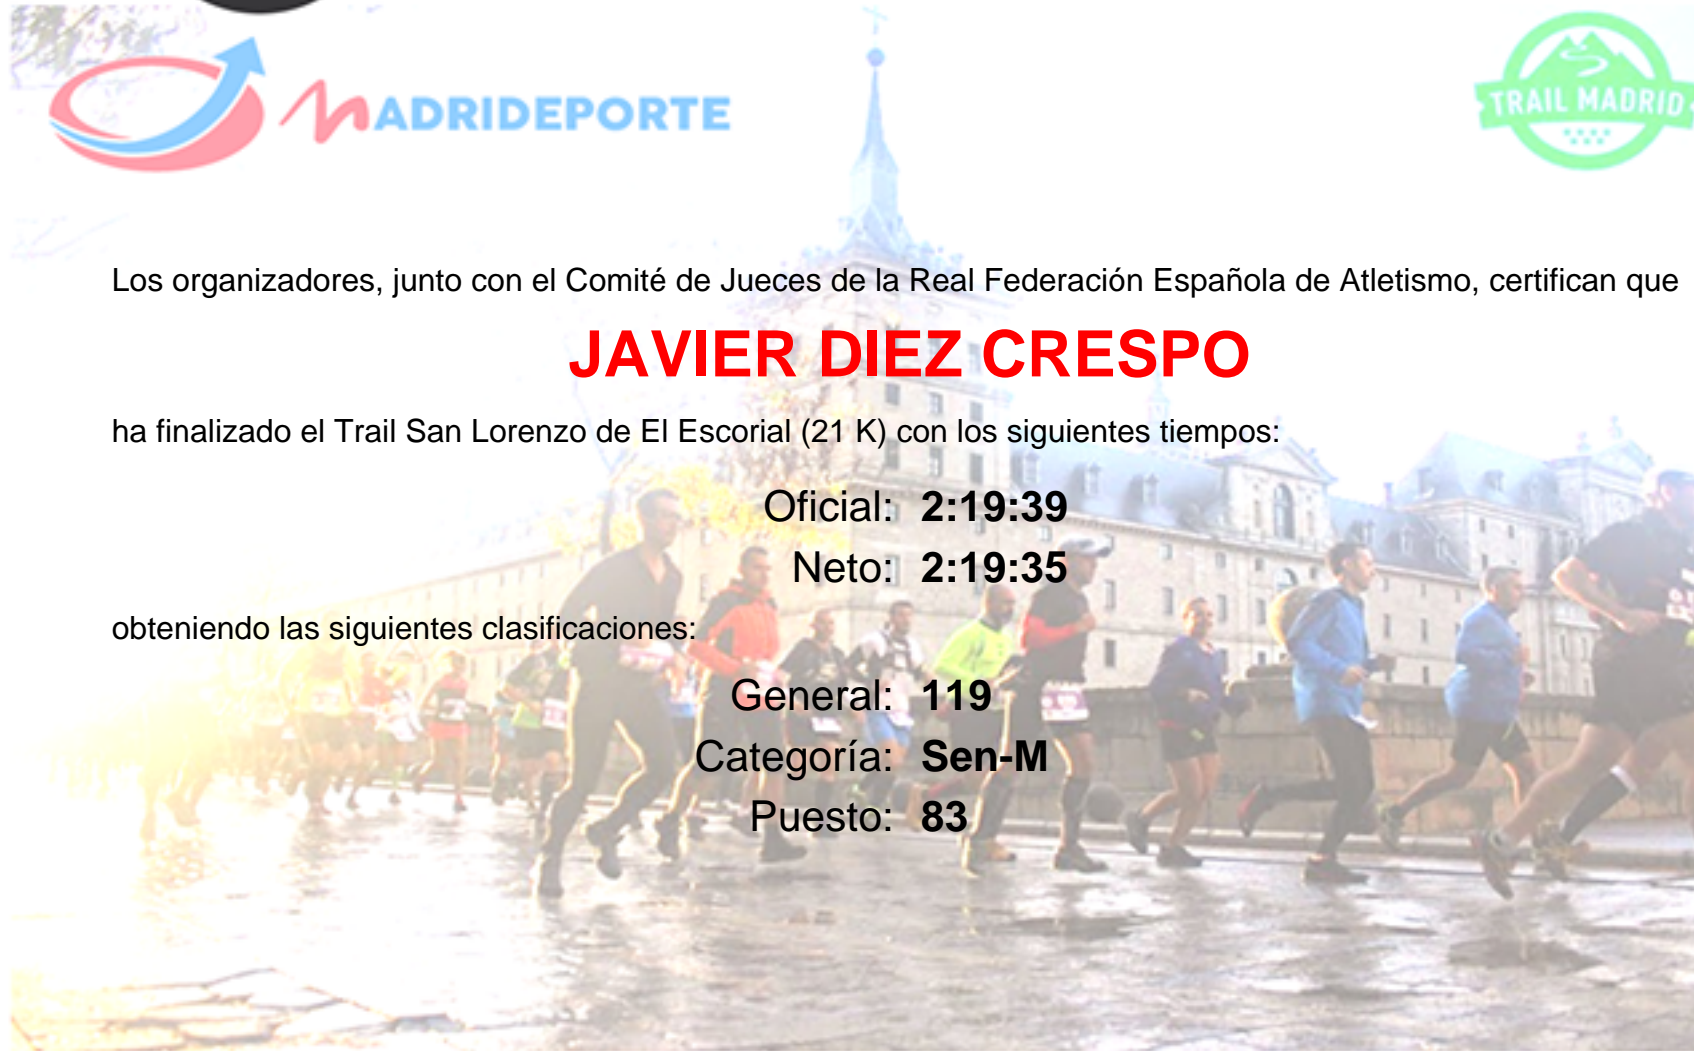 MADRIDEPORTE
TRAIL MADRID
Los organizadores, junto con el Comité de Jueces de la Real Federación Española de Atletismo, certifican que
JAVIER DIEZ CRESPO
ha finalizado el Trail San Lorenzo de El Escorial (21 K) con los siguientes tiempos:
Oficial: 2:19:39
Neto: 2:19:35
obteniendo las siguientes clasificaciones:
General: 119
Categoría: Sen-M
Puesto: 83